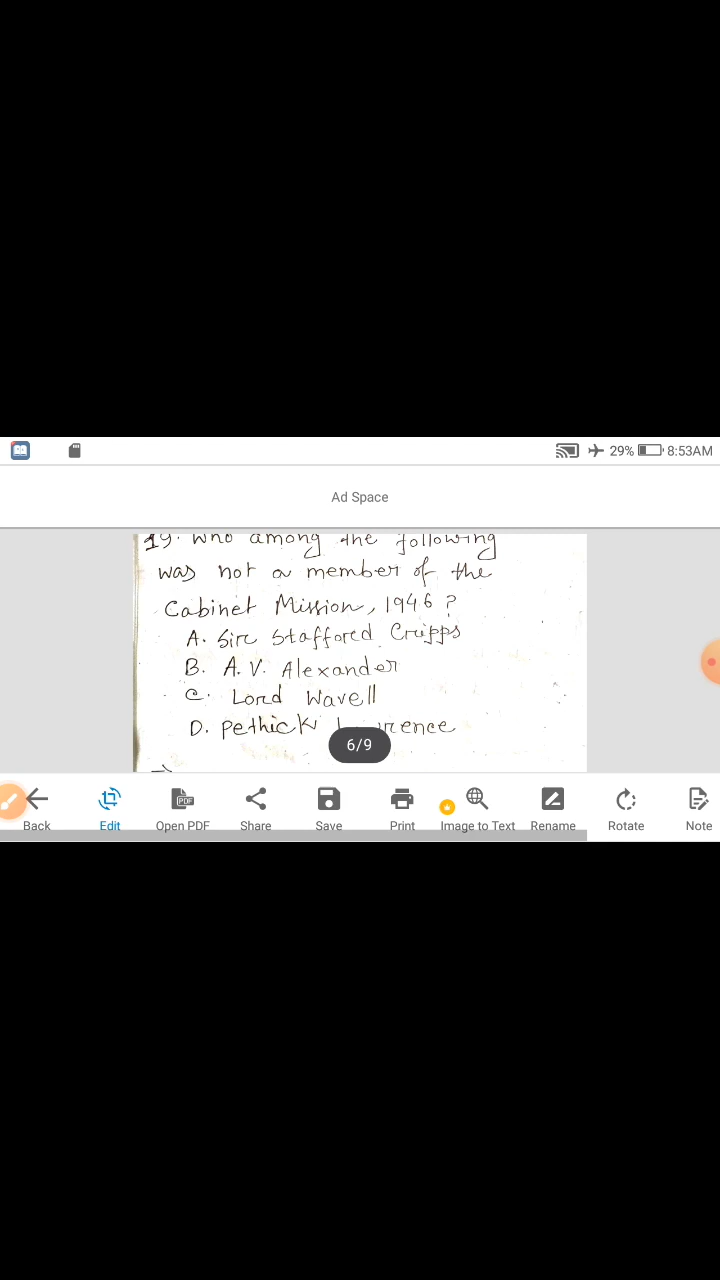 29% 8:53AM
Ad Space
19. who among the following
was not a member of the
Cabinet Mission, 1946 ?
A. Sir Staffored Cripps
B. A. V. Alexander
C. Lord Wavell
D. Pethick
6/9
Back Edit Open PDF Share Save Print Image to Text Rename Rotate Note